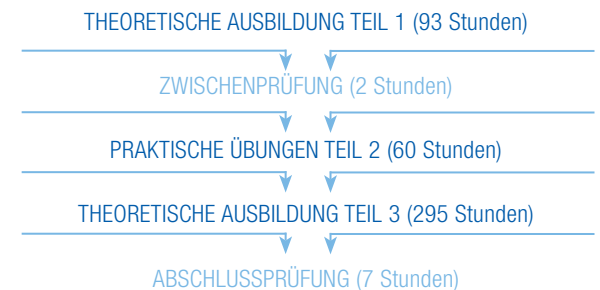 THEORETISCHE AUSBILDUNG TEIL 1 (93 Stunden)
ZWISCHENPRÜFUNG (2 Stunden)
PRAKTISCHE ÜBUNGEN TEIL 2 (60 Stunden)
THEORETISCHE AUSBILDUNG TEIL 3 (295 Stunden)
ABSCHLUSSPRÜFUNG (7 Stunden)